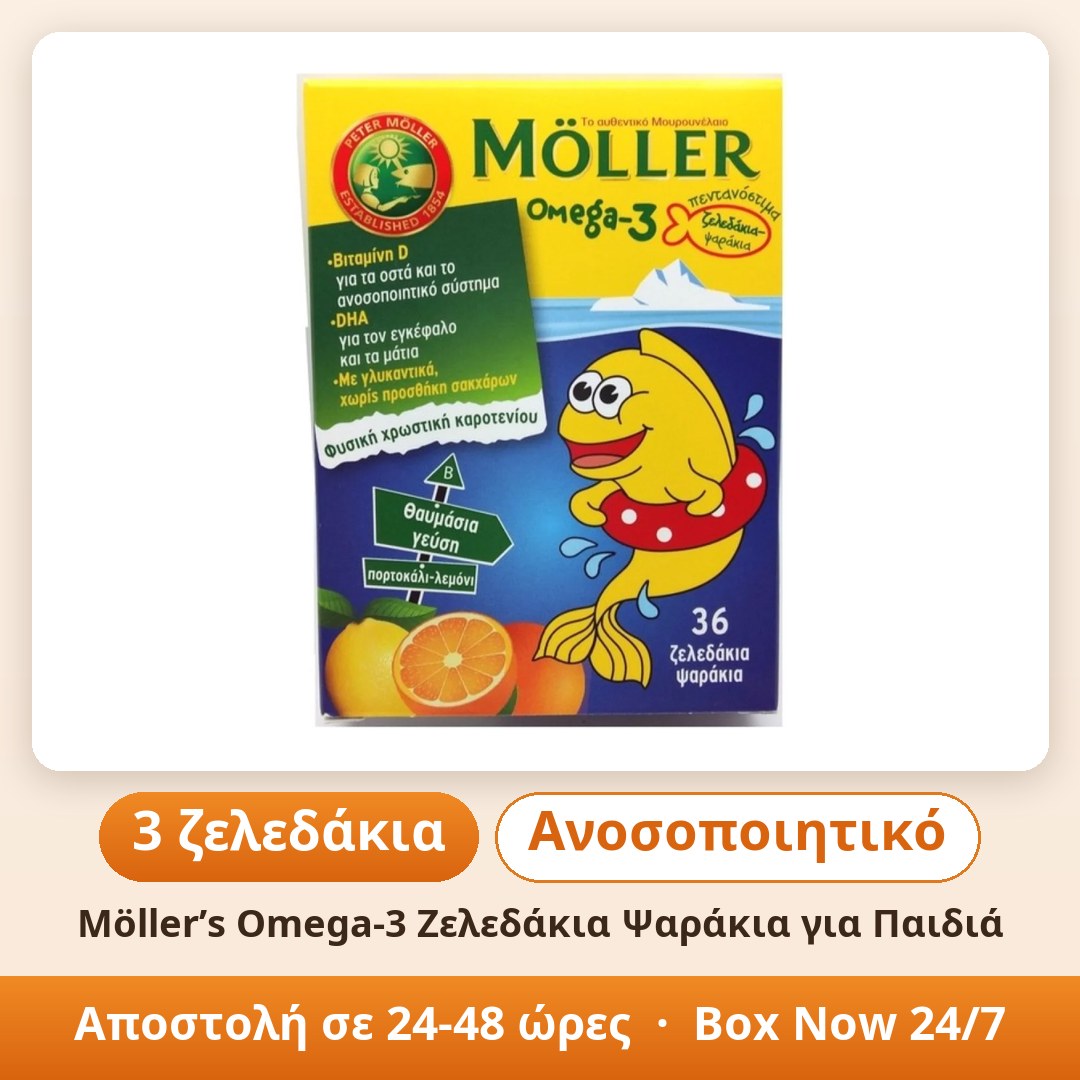 PETER MÖLLER
ESTABLISHED 1854
Το αυθεντικό Μουρουνέλαιο
MÖLLER
Omega-3
πεντανόστιμα
ζελεδάκια-
ψαράκια
•Βιταμίνη D
για τα οστά και το
ανοσοποιητικό σύστημα
•DHA
για τον εγκέφαλο
και τα μάτια
•Με γλυκαντικά,
χωρίς προσθήκη σακχάρων
Φυσική χρωστική καροτενίου
B
Θαυμάσια
γεύση
πορτοκάλι-λεμόνι
36
ζελεδάκια
ψαράκια
3 ζελεδάκια
Ανοσοποιητικό
Möller’s Omega-3 Ζελεδάκια Ψαράκια για Παιδιά
Αποστολή σε 24-48 ώρες · Box Now 24/7